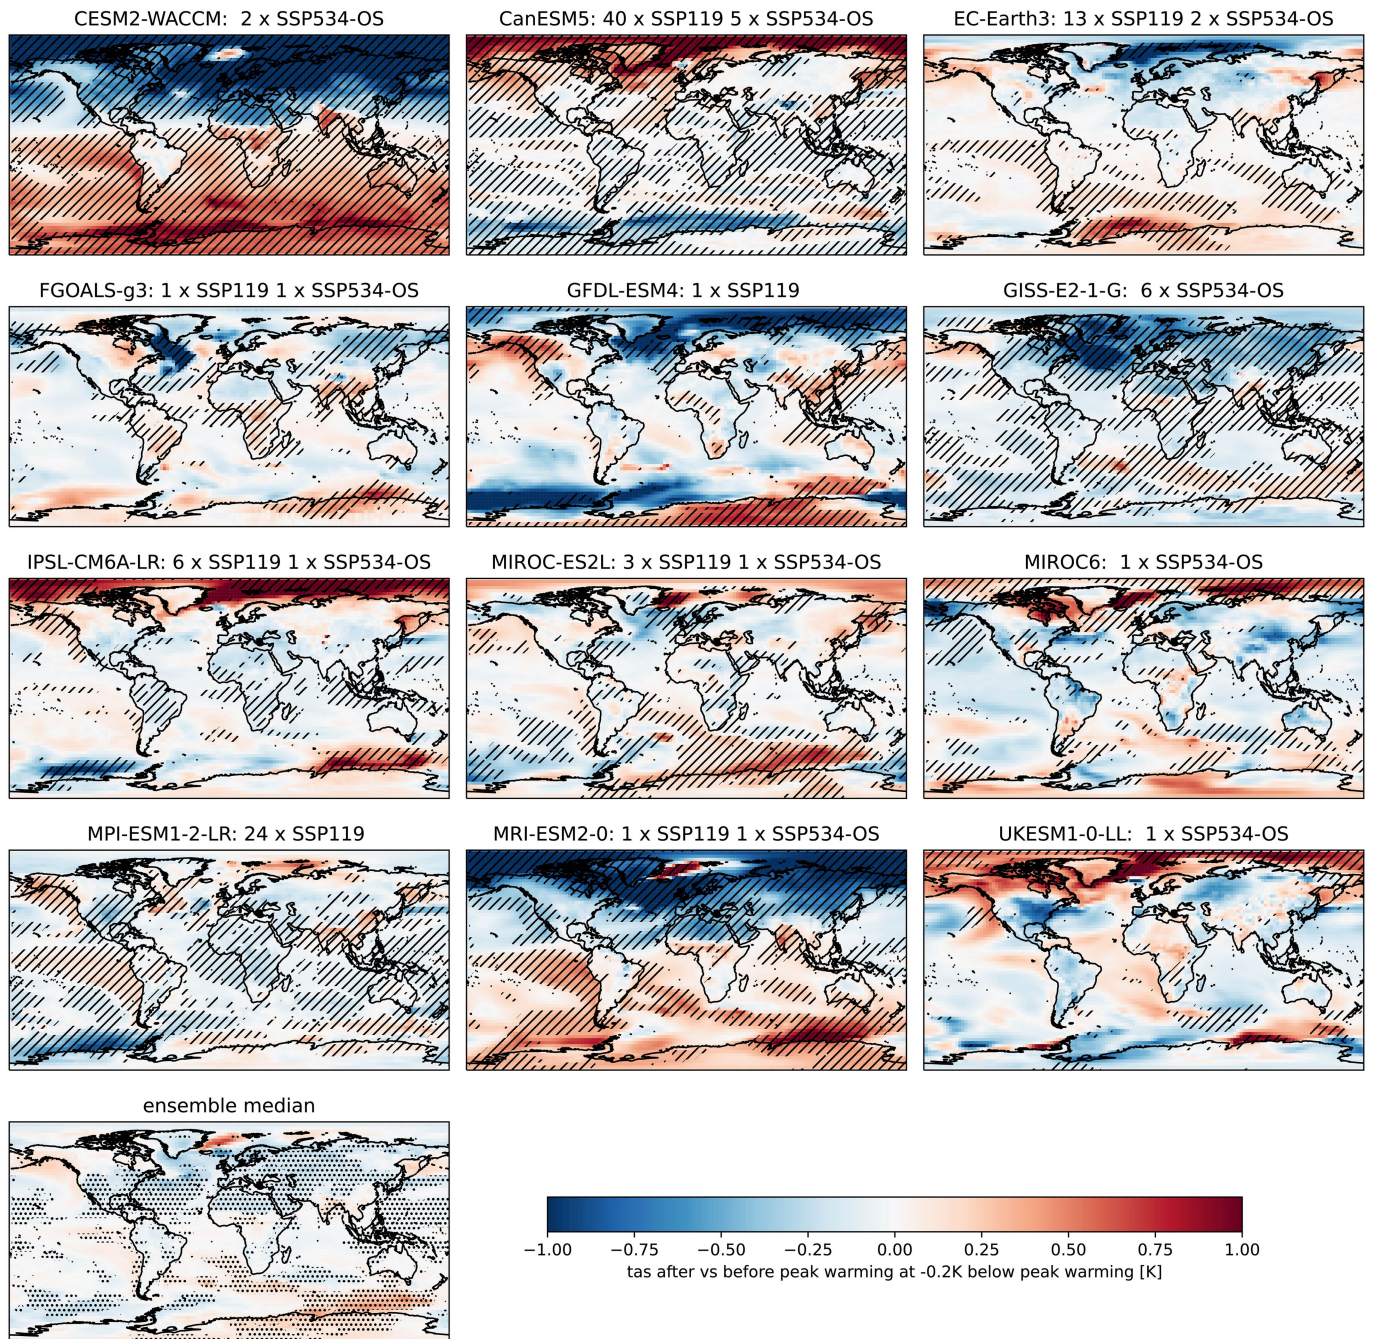 CESM2-WACCM:  2 x SSP534-OS
CanESM5: 40 x SSP119 5 x SSP534-OS
EC-Earth3: 13 x SSP119 2 x SSP534-OS
FGOALS-g3: 1 x SSP119 1 x SSP534-OS
GFDL-ESM4: 1 x SSP119
GISS-E2-1-G:  6 x SSP534-OS
IPSL-CM6A-LR: 6 x SSP119 1 x SSP534-OS
MIROC-ES2L: 3 x SSP119 1 x SSP534-OS
MIROC6:  1 x SSP534-OS
MPI-ESM1-2-LR: 24 x SSP119
MRI-ESM2-0: 1 x SSP119 1 x SSP534-OS
UKESM1-0-LL:  1 x SSP534-OS
ensemble median
−1.00 −0.75 −0.50 −0.25 0.00 0.25 0.50 0.75 1.00
tas after vs before peak warming at -0.2K below peak warming [K]